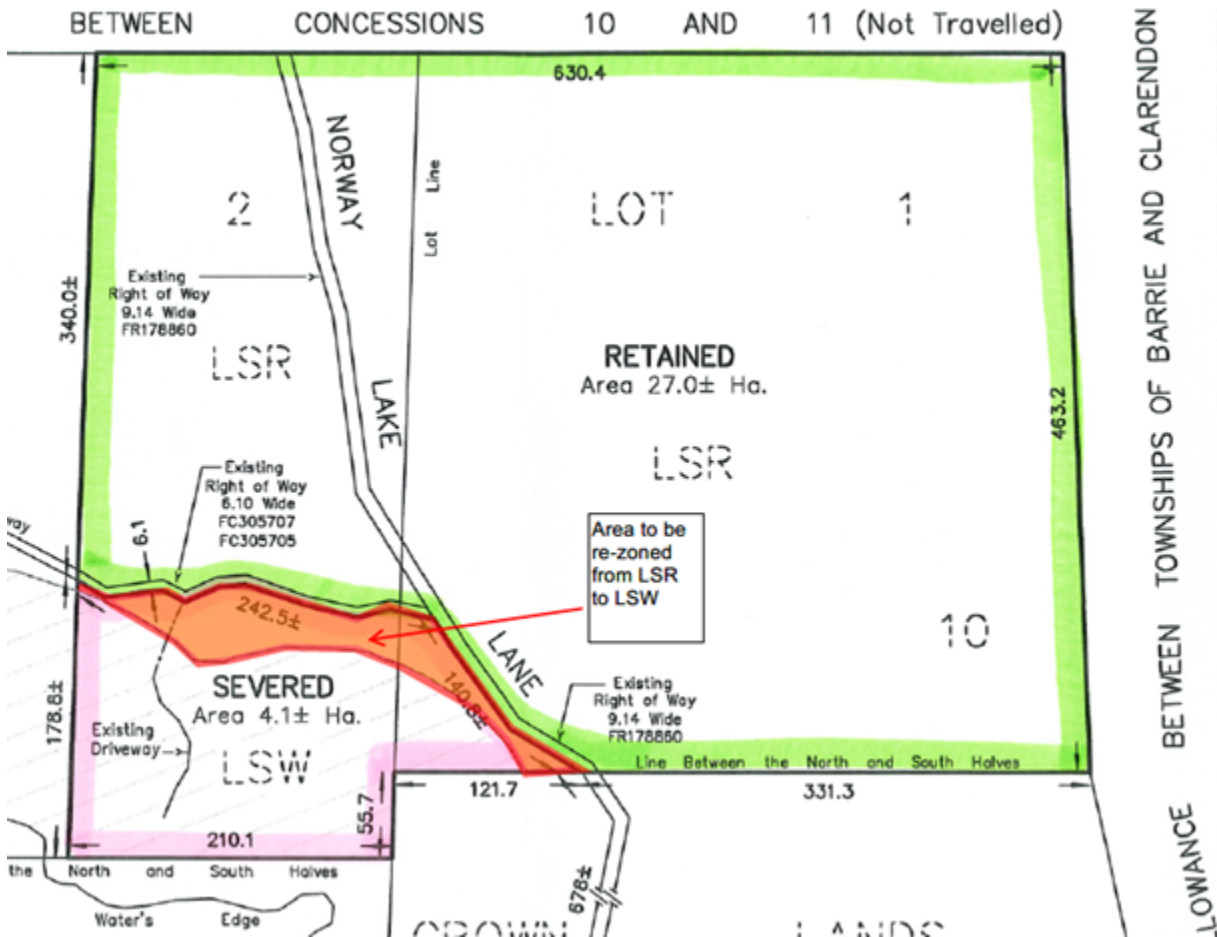 BETWEEN CONCESSIONS 10 AND 11 (Not Travelled)
630.4
NORWAY
LAKE
LANE
Lot Line
2
LOT 1
Existing
Right of Way
9.14 Wide
FR178860
340.0±
LSR
RETAINED
Area 27.0± Ha.
LSR
463.2
TOWNSHIPS OF BARRIE AND CLARENDON
BETWEEN
LOWANCE
Existing
Right of Way
6.10 Wide
FC305707
FC305705
6.1
Area to be
re-zoned
from LSR
to LSW
242.5±
10
140.8±
SEVERED
Area 4.1± Ha.
178.8±
Existing
Driveway
LSW
Existing
Right of Way
9.14 Wide
FR178860
Line Between the North and South Halves
121.7
331.3
55.7
210.1
the North and South Halves
678±
Water's Edge
CROWN LANDS